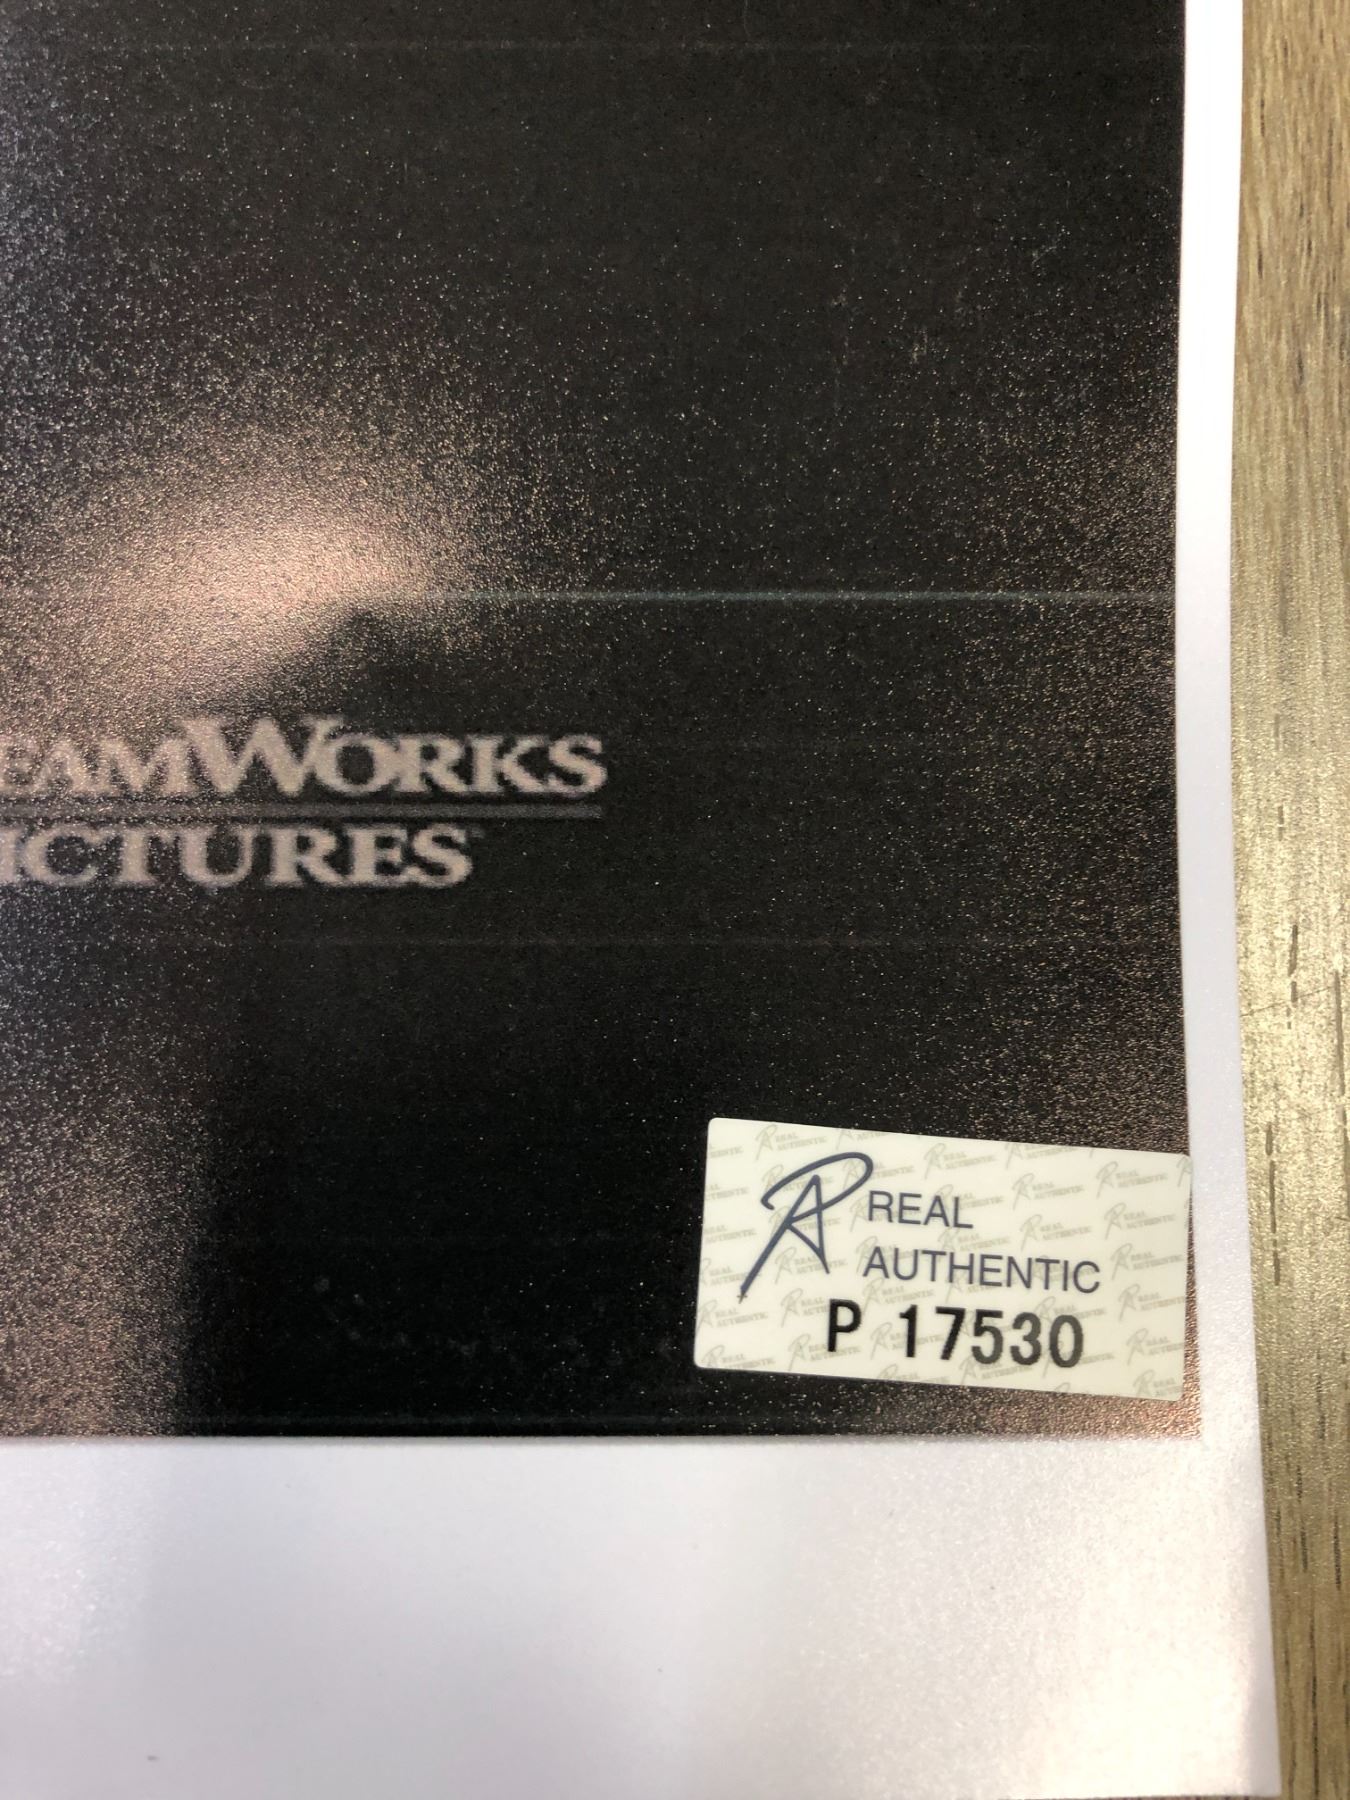 EAMWORKS
ICTURES
REAL
AUTHENTIC
P 17530